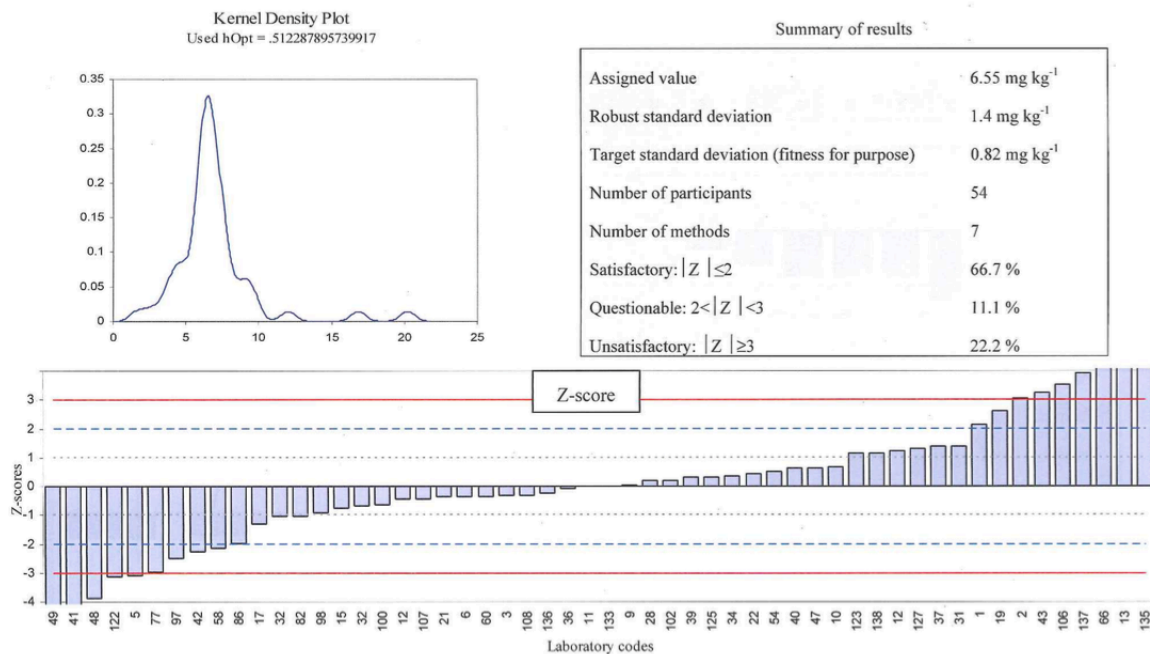 Kernel Density Plot
Used hOpt = .512287895739917
0.35
0.3
0.25
0.2
0.15
0.1
0.05
0
0 5 10 15 20 25
Summary of results
Assigned value 6.55 mg kg⁻¹
Robust standard deviation 1.4 mg kg⁻¹
Target standard deviation (fitness for purpose) 0.82 mg kg⁻¹
Number of participants 54
Number of methods 7
Satisfactory: |Z|≤2 66.7 %
Questionable: 2<|Z|<3 11.1 %
Unsatisfactory: |Z|≥3 22.2 %
Z-score
Z-scores
3
2
1
0
-1
-2
-3
-4
49 41 48 122 5 77 97 42 58 86 17 32 82 98 15 32 100 12 107 21 6 60 3 108 136 36 11 133 9 28 102 39 125 34 22 54 40 47 10 123 138 12 127 37 31 1 19 2 43 106 137 66 13 135
Laboratory codes